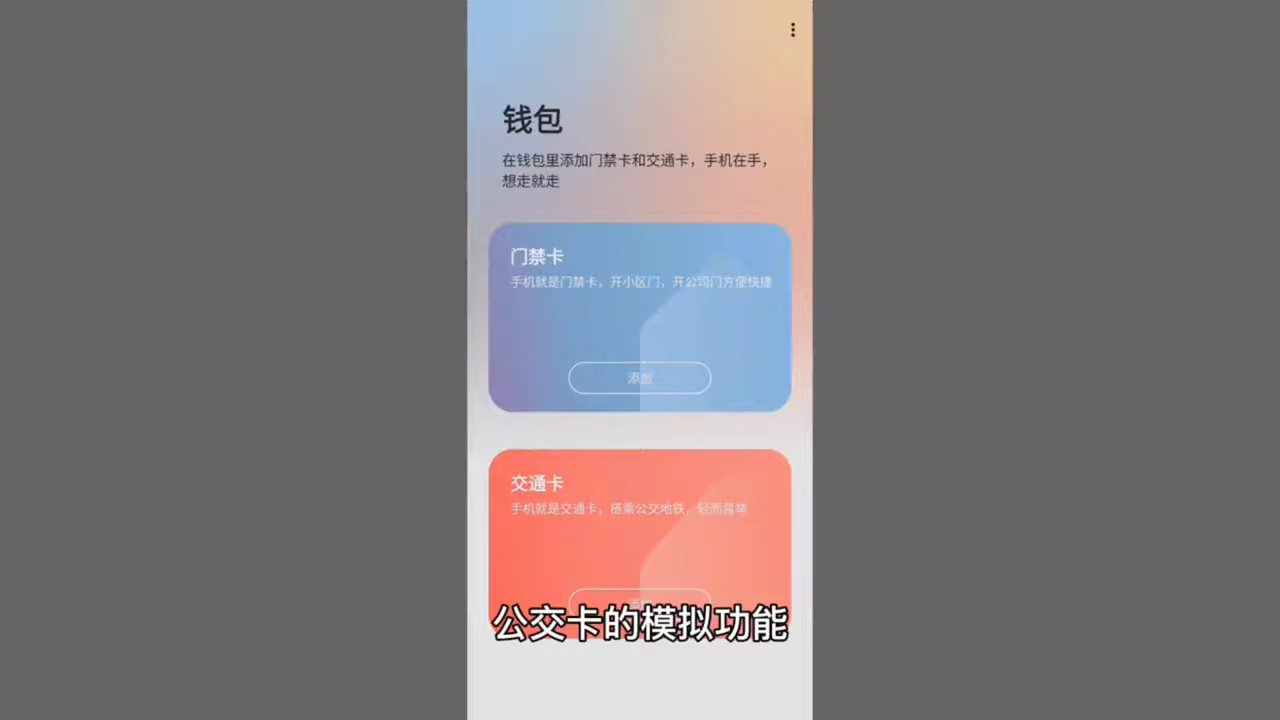 钱包
在钱包里添加门禁卡和交通卡，手机在手，
想走就走
门禁卡
手机就是门禁卡，开小区门，开公司门方便快捷
添加
交通卡
手机就是交通卡，搭乘公交地铁，轻而易举
公交卡的模拟功能